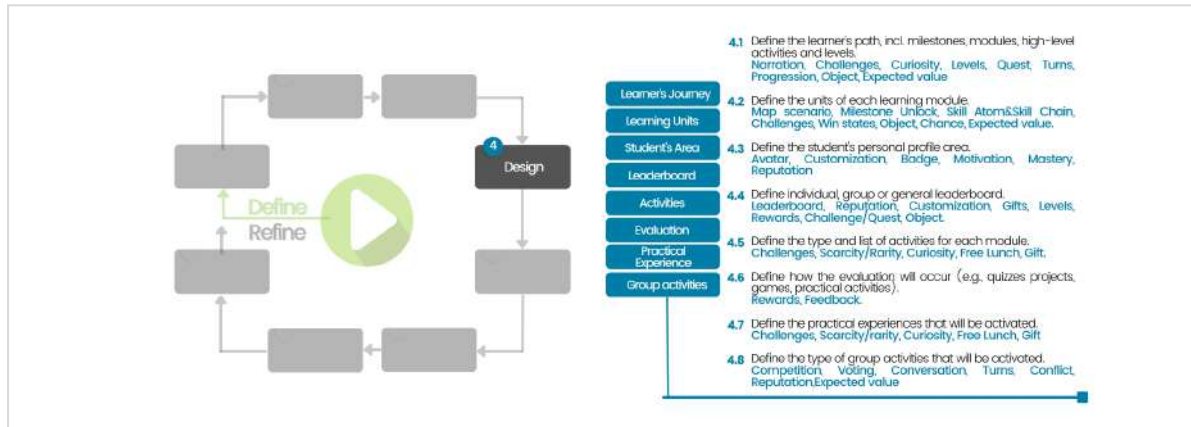 Define
Refine
4
Design
Learner's Journey
Learning Units
Student's Area
Leaderboard
Activities
Evaluation
Practical
Experience
Group activities
4.1 Define the learner's path, incl. milestones, modules, high-level
activities and levels.
Narration, Challenges, Curiosity, Levels, Quest, Turns,
Progression, Object, Expected value
4.2 Define the units of each learning module.
Map scenario, Milestone Unlock, Skill Atom&Skill Chain,
Challenges, Win states, Object, Chance, Expected value.
4.3 Define the student's personal profile area.
Avatar, Customization, Badge, Motivation, Mastery,
Reputation
4.4 Define individual, group or general leaderboard.
Leaderboard, Reputation, Customization, Gifts, Levels,
Rewards, Challenge/Quest, Object.
4.5 Define the type and list of activities for each module.
Challenges, Scarcity/Rarity, Curiosity, Free Lunch, Gift.
4.6 Define how the evaluation will occur (e.g., quizzes projects,
games, practical activities).
Rewards, Feedback.
4.7 Define the practical experiences that will be activated.
Challenges, Scarcity/rarity, Curiosity, Free Lunch, Gift
4.8 Define the type of group activities that will be activated.
Competition, Voting, Conversation, Turns, Conflict,
Reputation,Expected value